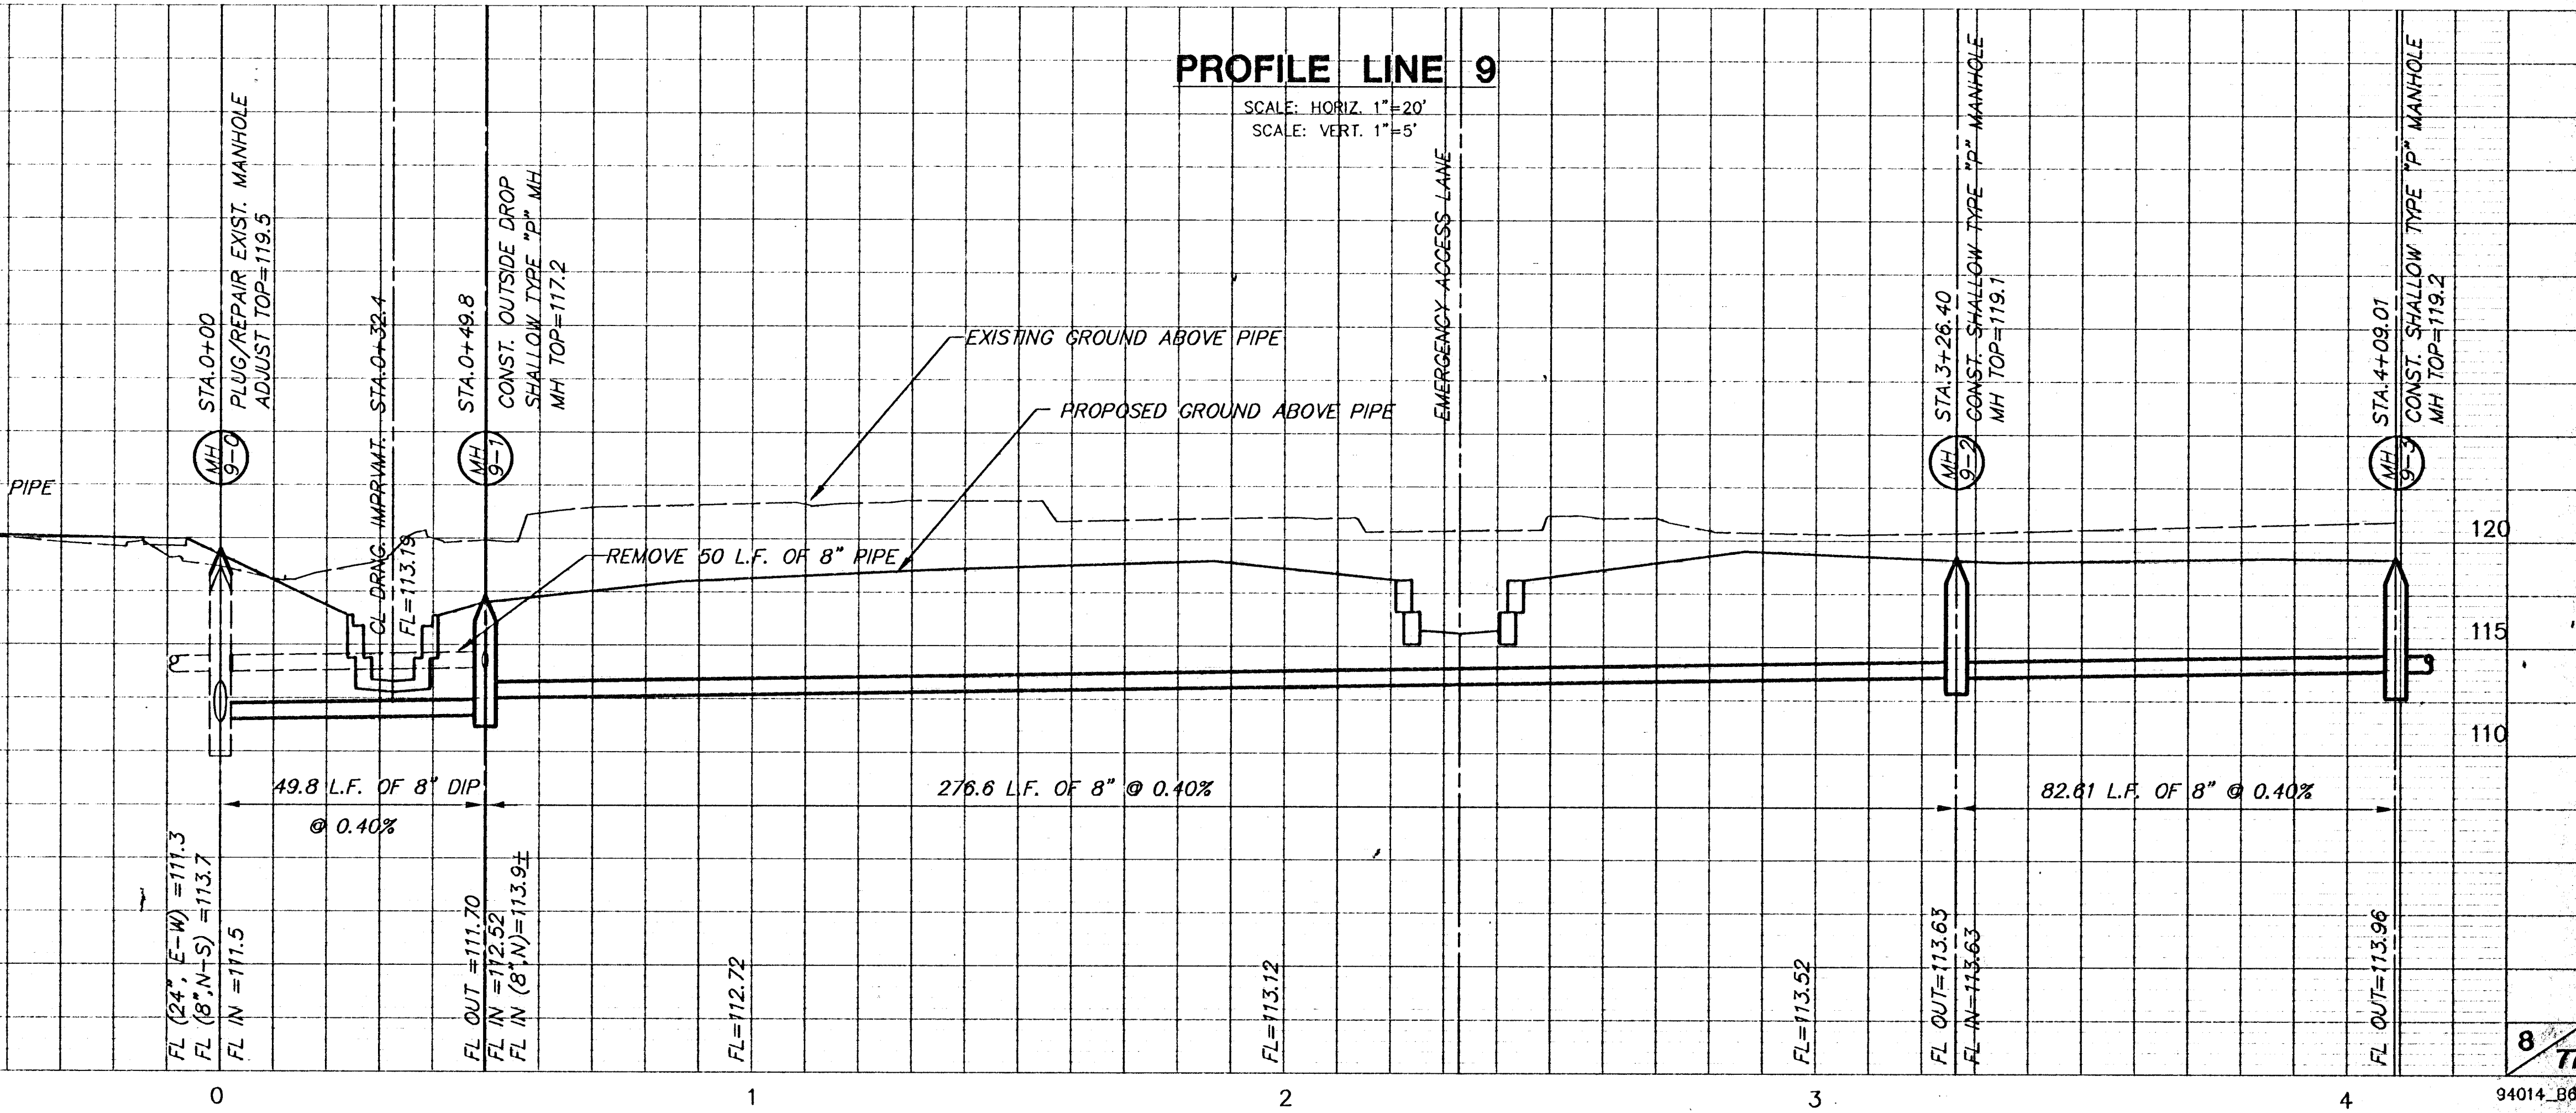 PROFILE LINE 9
SCALE: HORIZ. 1"=20'
SCALE: VERT. 1"=5'
STA.0+00
PLUG/REPAIR EXIST. MANHOLE
ADJUST TOP=119.5
MH
9-0
CL DRNG. IMPRVMT. STA.0+32.4
FL=113.19
STA.0+49.8
CONST. OUTSIDE DROP
SHALLOW TYPE "P" MH
MH TOP=117.2
MH
9-1
EXISTING GROUND ABOVE PIPE
PROPOSED GROUND ABOVE PIPE
EMERGENCY ACCESS LANE
STA.3+26.40
CONST. SHALLOW TYPE "P" MANHOLE
MH TOP=119.1
MH
9-2
STA.4+09.01
CONST. SHALLOW TYPE "P" MANHOLE
MH TOP=119.2
MH
9-3
PIPE
REMOVE 50 L.F. OF 8" PIPE
120
115
110
49.8 L.F. OF 8" DIP
@ 0.40%
276.6 L.F. OF 8" @ 0.40%
82.61 L.F. OF 8" @ 0.40%
FL (24", E-W) =111.3
FL (8",N-S) =113.7
FL IN =111.5
FL OUT =111.70
FL IN =112.52
FL IN (8",N)=113.9±
FL=112.72
FL=113.12
FL=113.52
FL OUT=113.63
FL IN=113.63
FL OUT=113.96
0
1
2
3
4
8